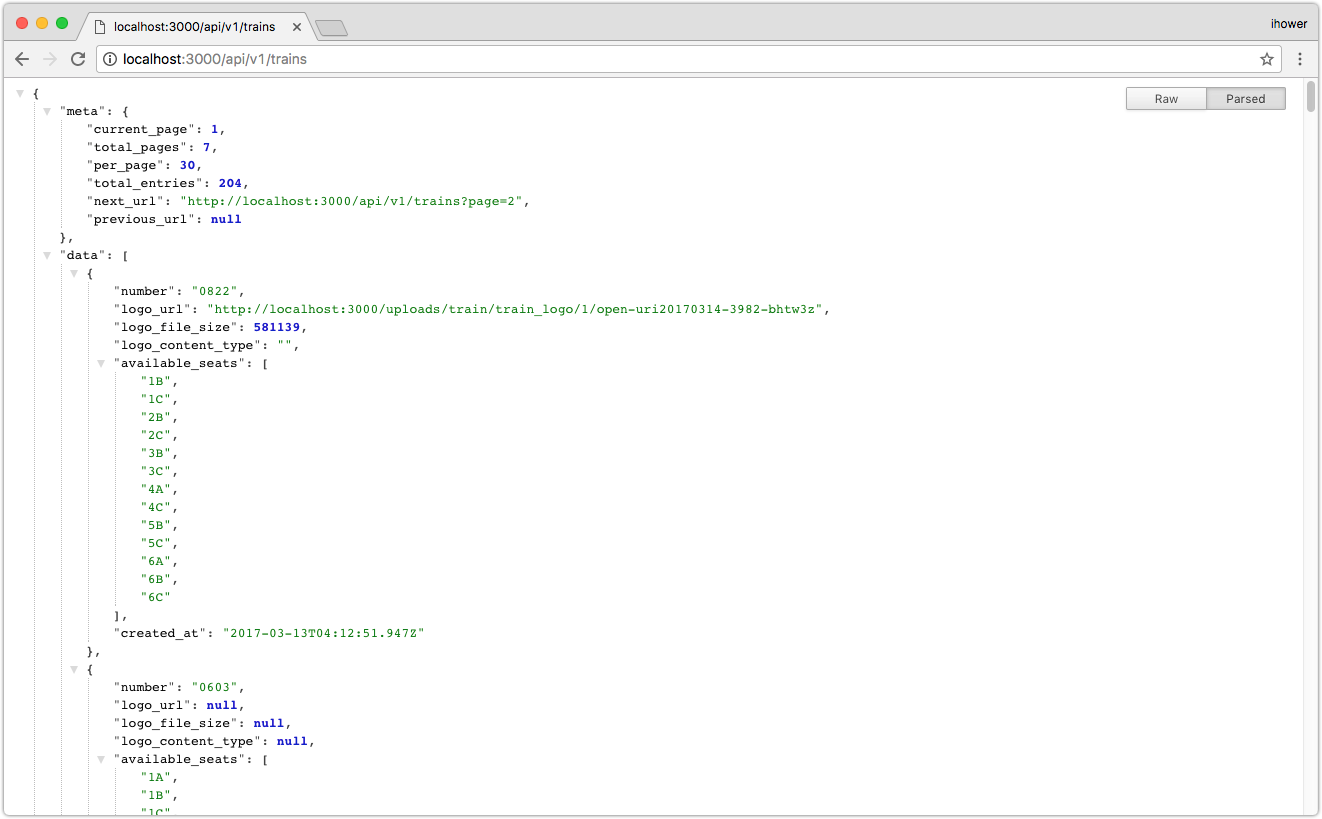 localhost:3000/api/v1/trains
ihower
localhost:3000/api/v1/trains
Raw
Parsed
{
"meta": {
"current_page": 1,
"total_pages": 7,
"per_page": 30,
"total_entries": 204,
"next_url": "http://localhost:3000/api/v1/trains?page=2",
"previous_url": null
},
"data": [
{
"number": "0822",
"logo_url": "http://localhost:3000/uploads/train/train_logo/1/open-uri20170314-3982-bhtw3z",
"logo_file_size": 581139,
"logo_content_type": "",
"available_seats": [
"1B",
"1C",
"2B",
"2C",
"3B",
"3C",
"4A",
"4C",
"5B",
"5C",
"6A",
"6B",
"6C"
],
"created_at": "2017-03-13T04:12:51.947Z"
},
{
"number": "0603",
"logo_url": null,
"logo_file_size": null,
"logo_content_type": null,
"available_seats": [
"1A",
"1B",
"1C",